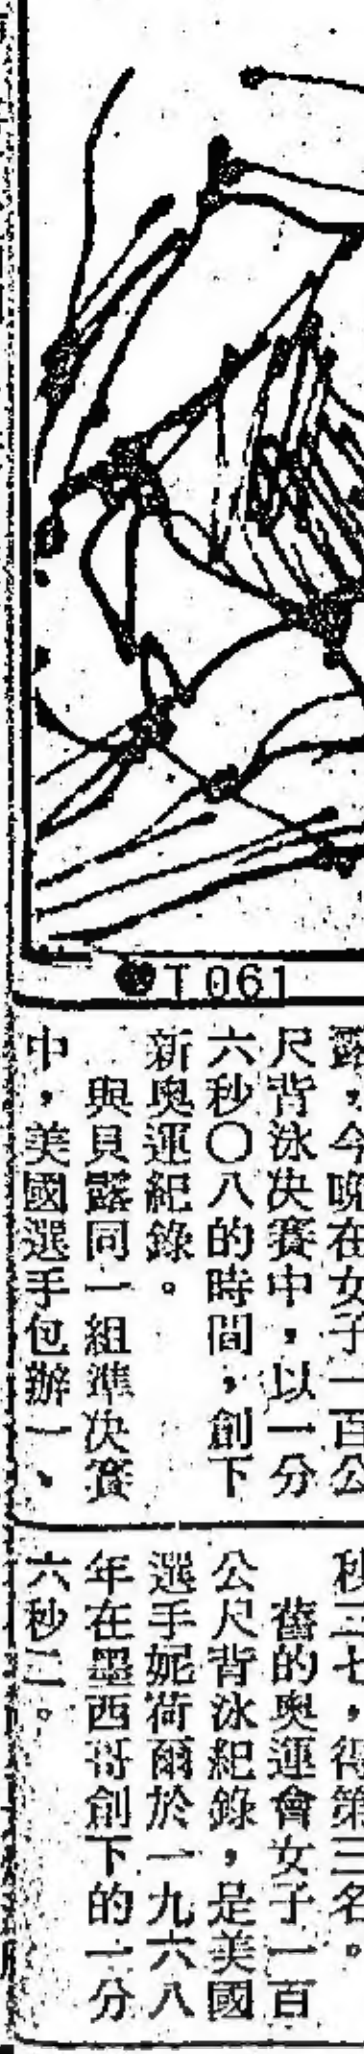 T061
露，今晚在女子一百公
尺背泳決賽中，以一分
六秒〇八的時間，創下
新奧運紀錄。
與貝露同一組準決賽
中，美國選手包辦一、
秒三七，得第三名。
舊的奧運會女子一百
公尺背泳紀錄，是美國
選手妮荷爾於一九六八
年在墨西哥創下的一分
六秒二。